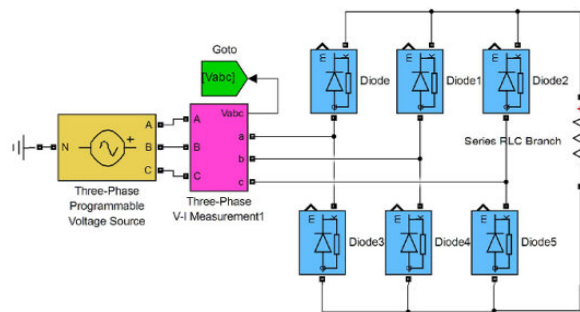 Goto
[Vabc]
Vabc
A
B
C
N
A
B
C
a
b
c
Three-Phase
Programmable
Voltage Source
Three-Phase
V-I Measurement1
m
k
Diode
m
k
Diode1
m
k
Diode2
Series RLC Branch
m
k
Diode3
m
k
Diode4
m
k
Diode5
a
a
a
a
a
a
+
+